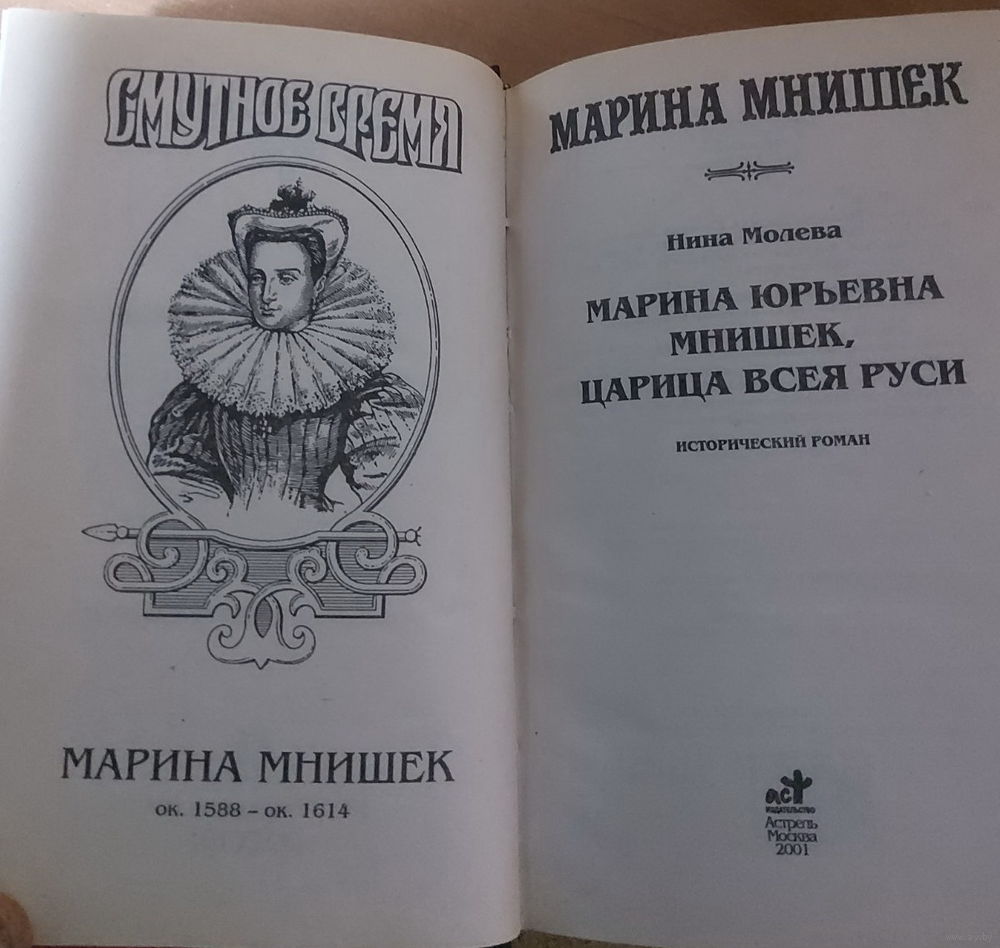 СМУТНОЕ ВРЕМЯ
МАРИНА МНИШЕК
ок. 1588 – ок. 1614
МАРИНА МНИШЕК
Нина Молева
МАРИНА ЮРЬЕВНА
МНИШЕК,
ЦАРИЦА ВСЕЯ РУСИ
ИСТОРИЧЕСКИЙ РОМАН
аст
ИЗДАТЕЛЬСТВО
Астрель
Москва
2001